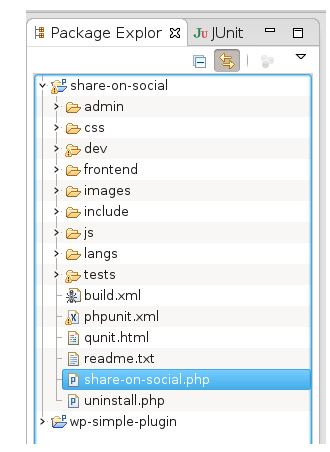 Package Explor JUnit
share-on-social
admin
css
dev
frontend
images
include
js
langs
tests
build.xml
phpunit.xml
qunit.html
readme.txt
share-on-social.php
uninstall.php
wp-simple-plugin